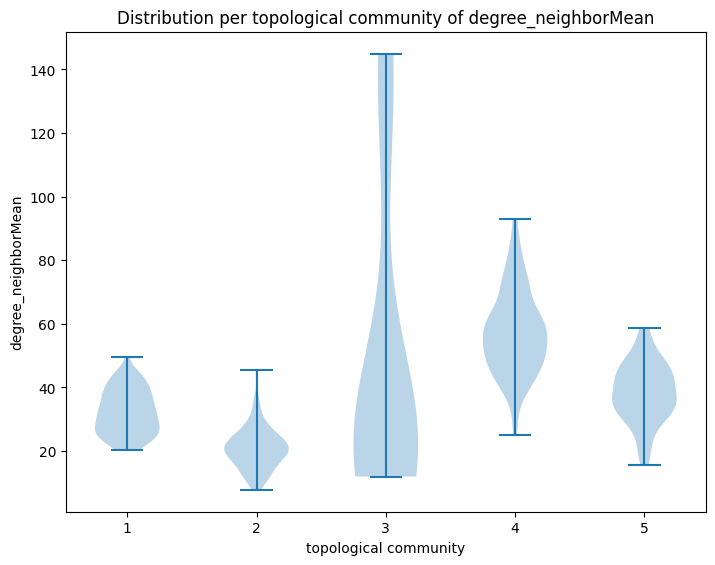 Distribution per topological community of degree_neighborMean
degree_neighborMean
140
120
100
80
60
40
20
1 2 3 4 5
topological community